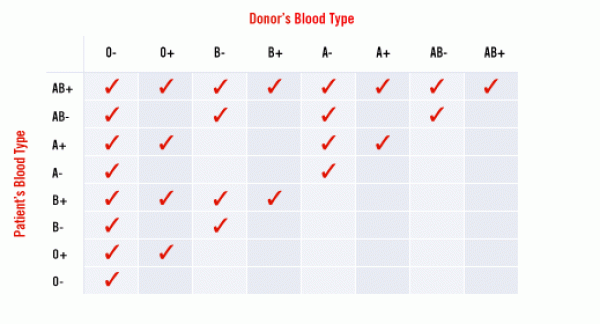 Donor's Blood Type
O- O+ B- B+ A- A+ AB- AB+
Patient's Blood Type
AB+
AB-
A+
A-
B+
B-
O+
O-